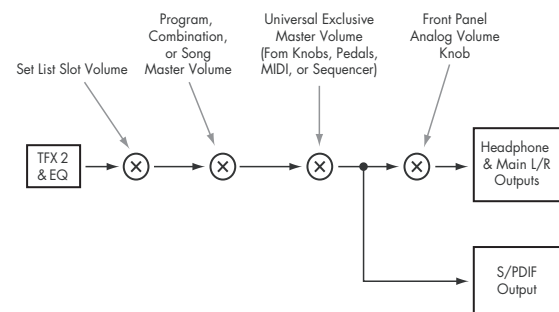 Set List Slot Volume
Program,
Combination,
or Song
Master Volume
Universal Exclusive
Master Volume
(Fom Knobs, Pedals,
MIDI, or Sequencer)
Front Panel
Analog Volume
Knob
TFX 2
& EQ
Headphone
& Main L/R
Outputs
S/PDIF
Output